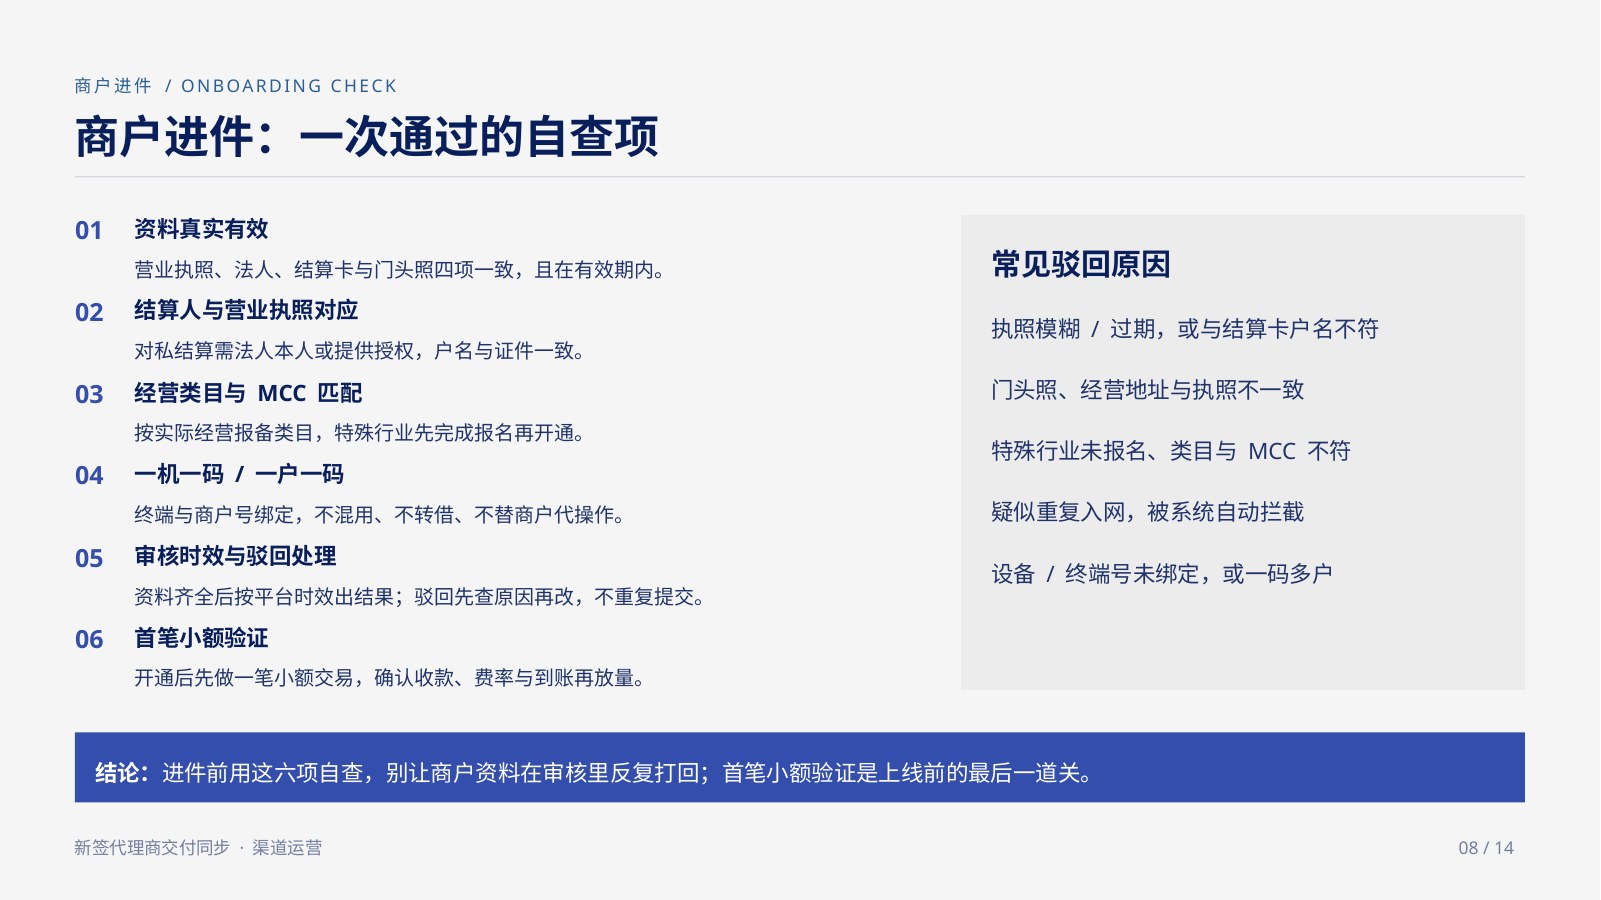 商户进件 / ONBOARDING CHECK
商户进件：一次通过的自查项
01 资料真实有效
营业执照、法人、结算卡与门头照四项一致，且在有效期内。
02 结算人与营业执照对应
对私结算需法人本人或提供授权，户名与证件一致。
03 经营类目与 MCC 匹配
按实际经营报备类目，特殊行业先完成报名再开通。
04 一机一码 / 一户一码
终端与商户号绑定，不混用、不转借、不替商户代操作。
05 审核时效与驳回处理
资料齐全后按平台时效出结果；驳回先查原因再改，不重复提交。
06 首笔小额验证
开通后先做一笔小额交易，确认收款、费率与到账再放量。
常见驳回原因
执照模糊 / 过期，或与结算卡户名不符
门头照、经营地址与执照不一致
特殊行业未报名、类目与 MCC 不符
疑似重复入网，被系统自动拦截
设备 / 终端号未绑定，或一码多户
结论：进件前用这六项自查，别让商户资料在审核里反复打回；首笔小额验证是上线前的最后一道关。
新签代理商交付同步 · 渠道运营
08 / 14